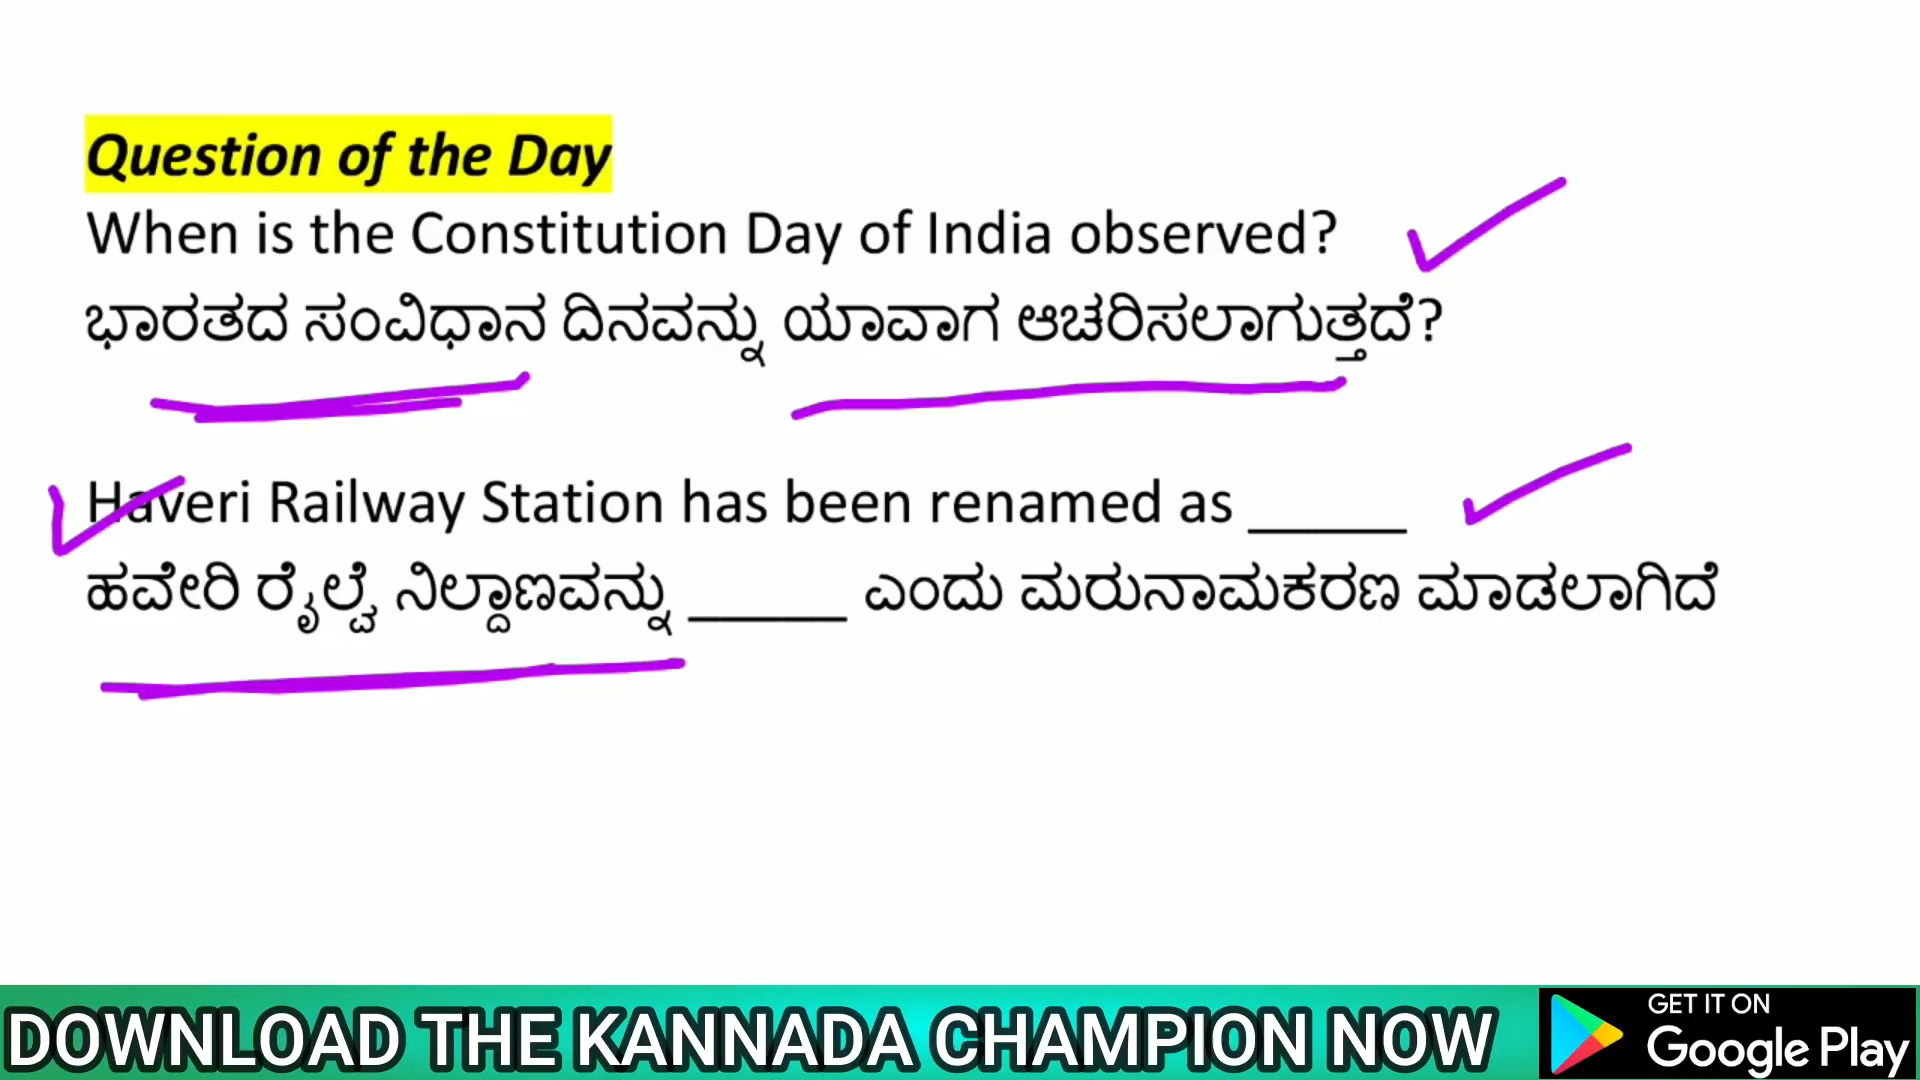 Question of the Day
When is the Constitution Day of India observed?
ಭಾರತದ ಸಂವಿಧಾನ ದಿನವನ್ನು ಯಾವಾಗ ಆಚರಿಸಲಾಗುತ್ತದೆ?
Haveri Railway Station has been renamed as _____
ಹವೇರಿ ರೈಲ್ವೆ ನಿಲ್ದಾಣವನ್ನು _____ ಎಂದು ಮರುನಾಮಕರಣ ಮಾಡಲಾಗಿದೆ
DOWNLOAD THE KANNADA CHAMPION NOW
GET IT ON
Google Play